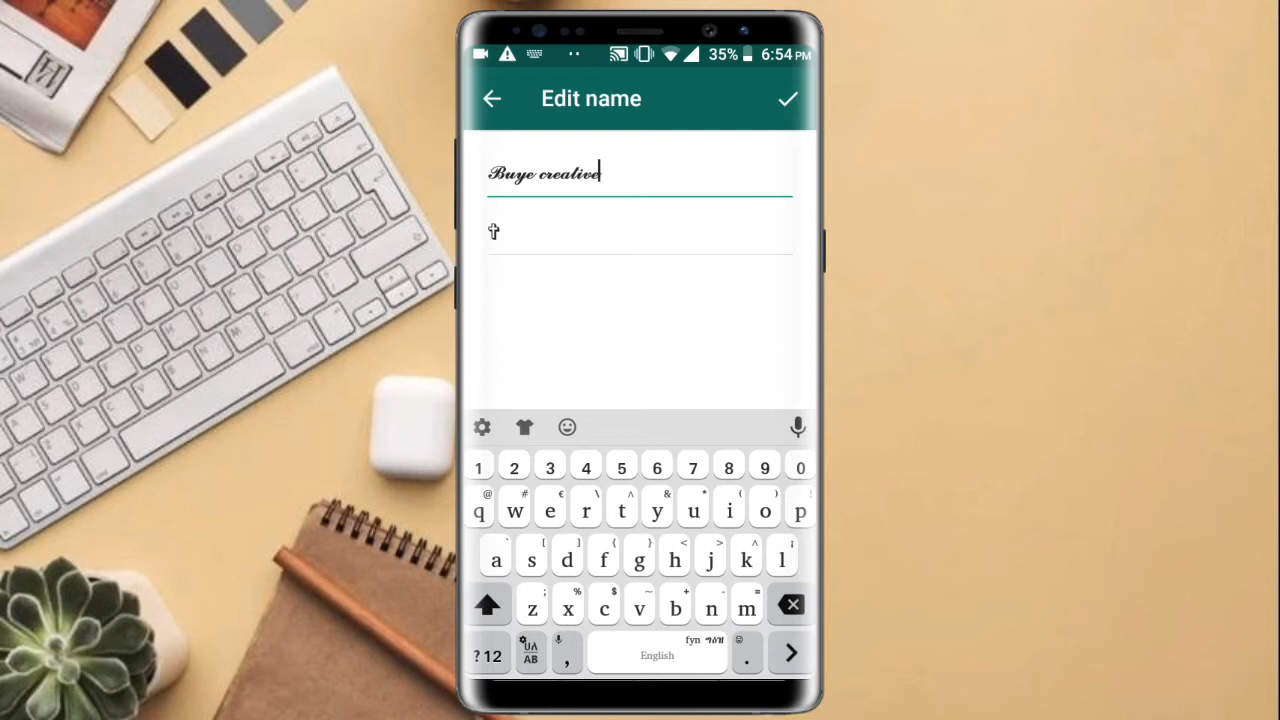 35% 6:54 PM
Edit name
Buye creative
✞
1 2 3 4 5 6 7 8 9 0
q w e r t y u i o p
a s d f g h j k l
z x c v b n m
?12 AB , English .